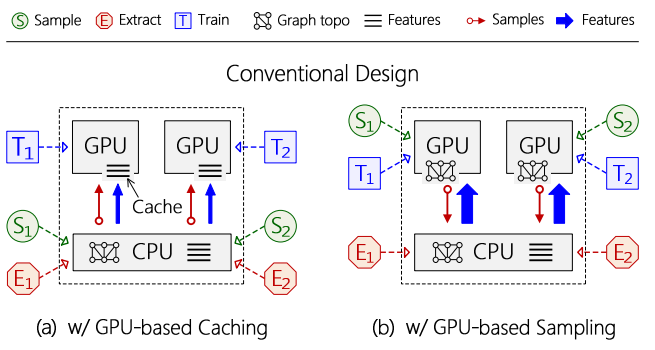 S Sample E Extract T Train Graph topo Features Samples Features
Conventional Design
GPU GPU GPU GPU
S1 S2
T1 T2 T1 T2
Cache
S1 S2
CPU CPU
E1 E2 E1 E2
(a) w/ GPU-based Caching (b) w/ GPU-based Sampling